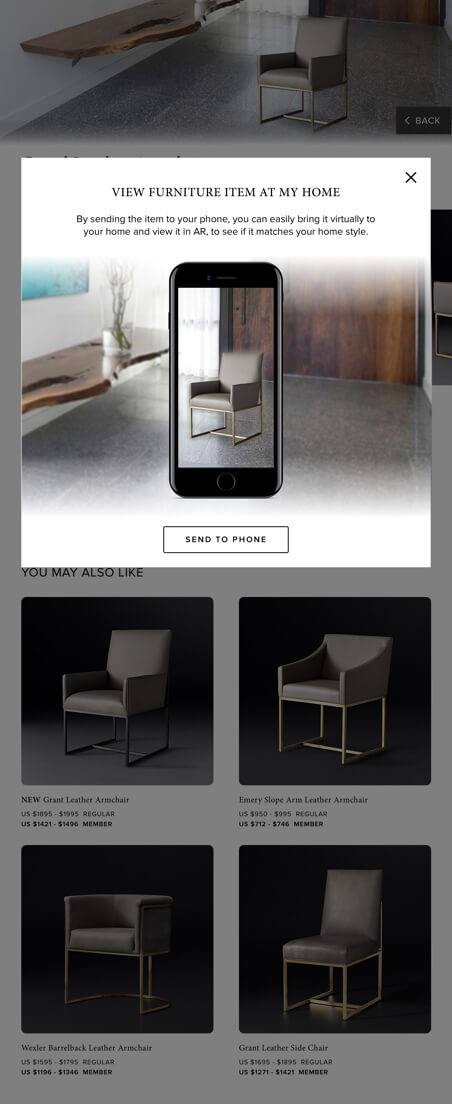 BACK
VIEW FURNITURE ITEM AT MY HOME
By sending the item to your phone, you can easily bring it virtually to
your home and view it in AR, to see if it matches your home style.
SEND TO PHONE
YOU MAY ALSO LIKE
NEW Grant Leather Armchair
US $1895 - $1995 REGULAR
US $1421 - $1496 MEMBER
Emery Slope Arm Leather Armchair
US $950 - $995 REGULAR
US $712 - $746 MEMBER
Wexler Barrelback Leather Armchair
US $1595 - $1795 REGULAR
US $1196 - $1346 MEMBER
Grant Leather Side Chair
US $1695 - $1895 REGULAR
US $1271 - $1421 MEMBER